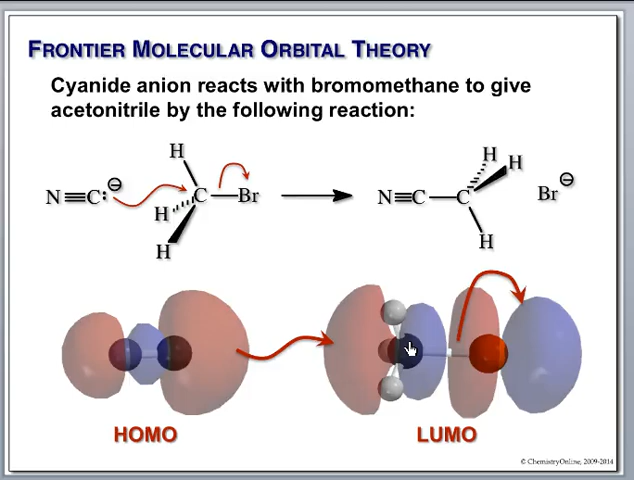 FRONTIER MOLECULAR ORBITAL THEORY
Cyanide anion reacts with bromomethane to give
acetonitrile by the following reaction:
H
H
H
N≡C:⊖
C—Br
N≡C—C
Br⊖
H
H
H
HOMO
LUMO
© ChemistryOnline, 2009-2014